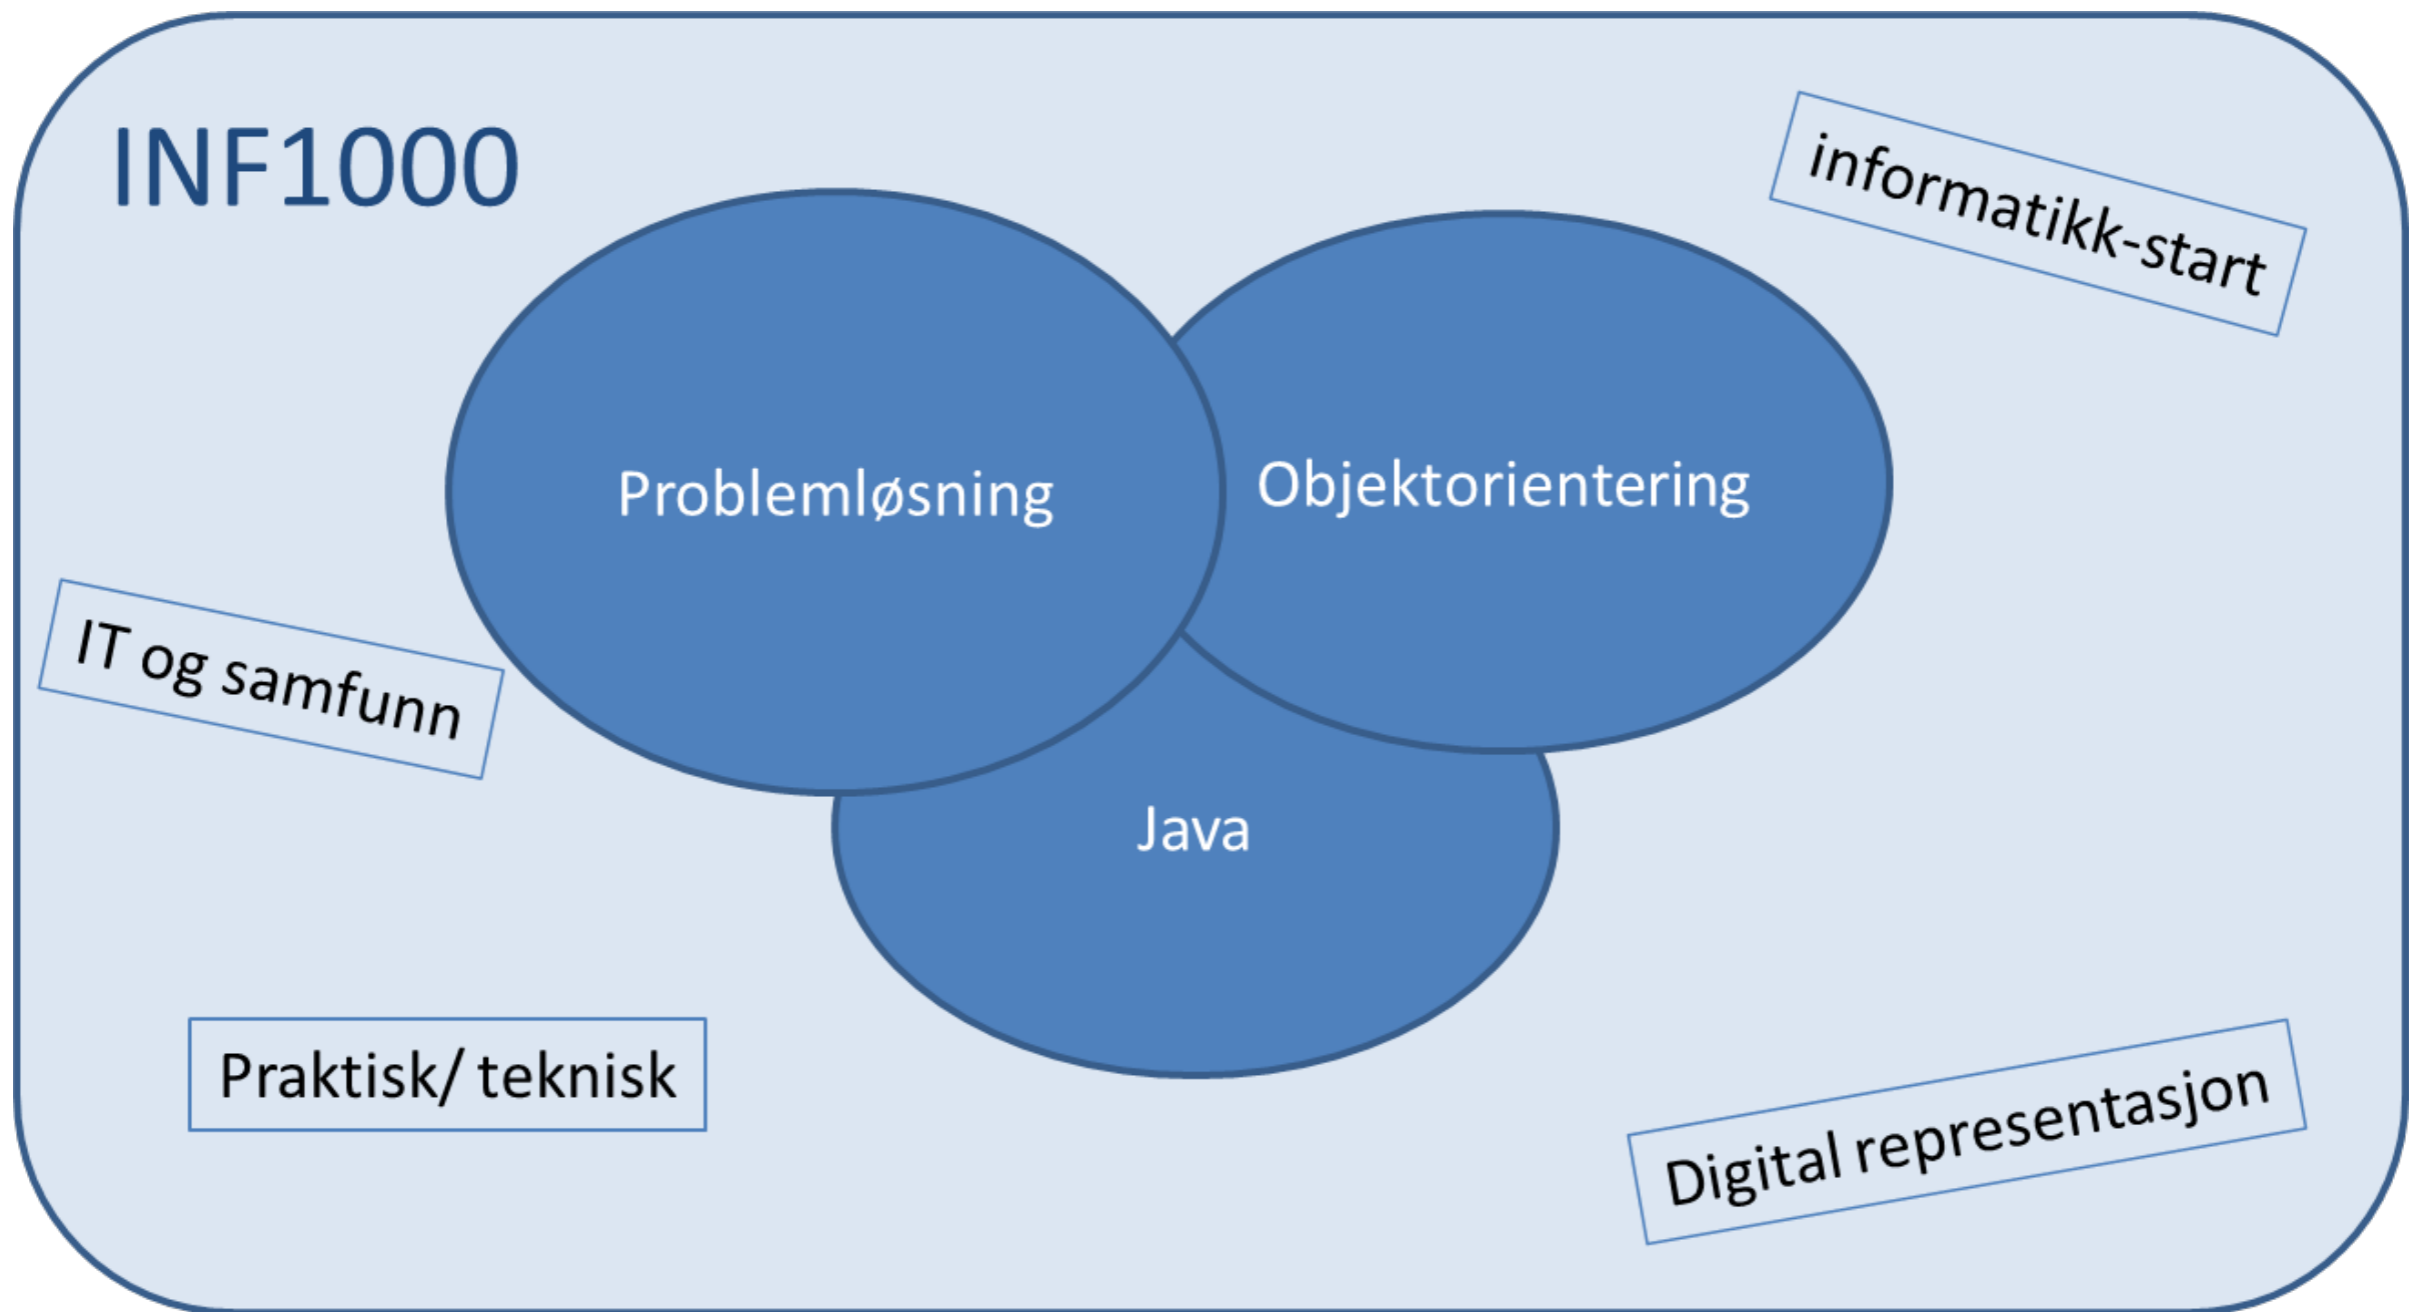 INF1000
informatikk-start
Problemløsning
Objektorientering
IT og samfunn
Java
Praktisk/ teknisk
Digital representasjon